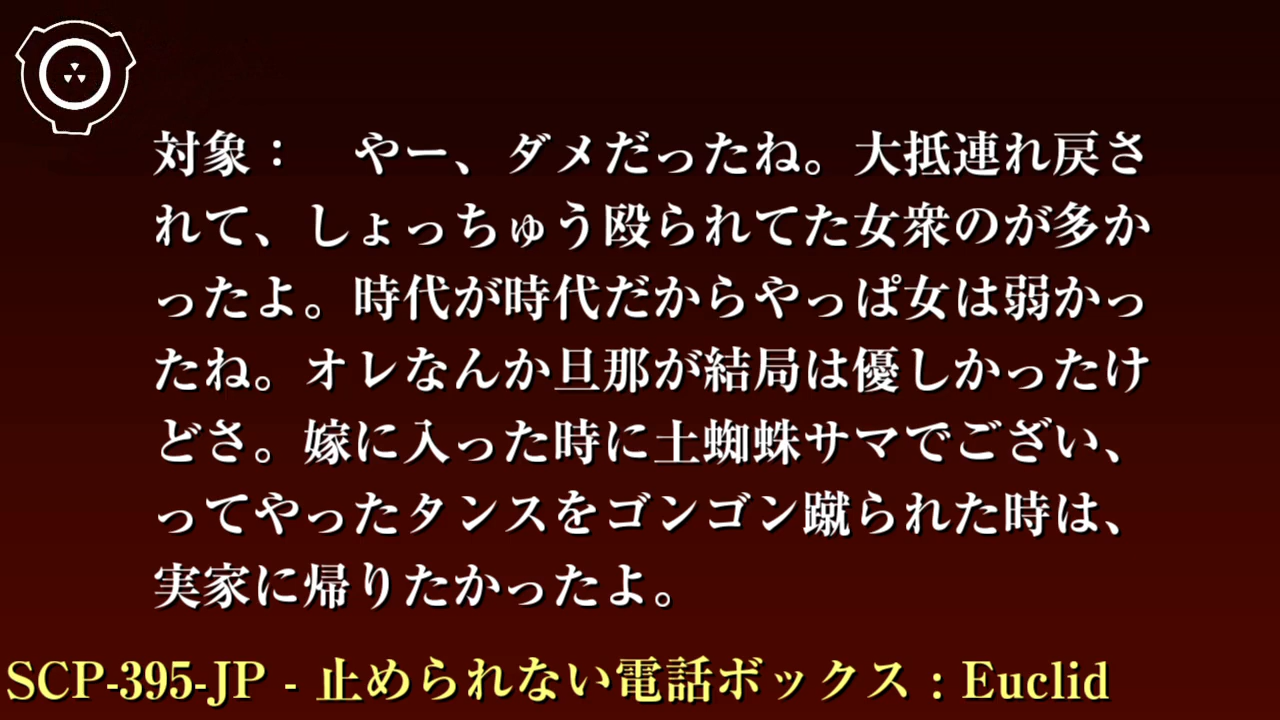 対象：　やー、ダメだったね。大抵連れ戻さ
れて、しょっちゅう殴られてた女衆のが多か
ったよ。時代が時代だからやっぱ女は弱かっ
たね。オレなんか旦那が結局は優しかったけ
どさ。嫁に入った時に土蜘蛛サマでござい、
ってやったタンスをゴンゴン蹴られた時は、
実家に帰りたかったよ。
SCP-395-JP - 止められない電話ボックス : Euclid